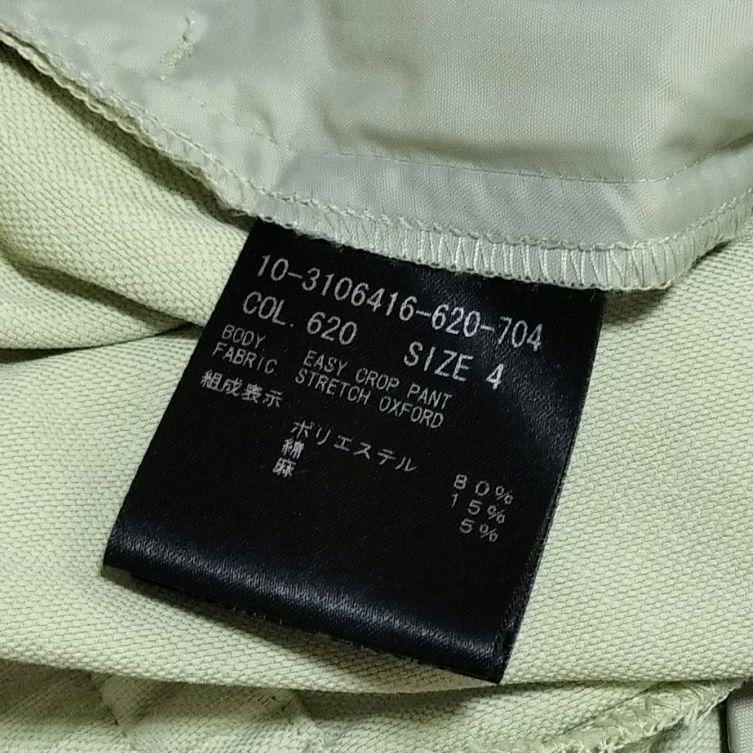 10-3106416-620-704
COL. 620 SIZE 4
BODY EASY CROP PANT
FABRIC STRETCH OXFORD
組成表示
ポリエステル 80%
綿 15%
麻 5%